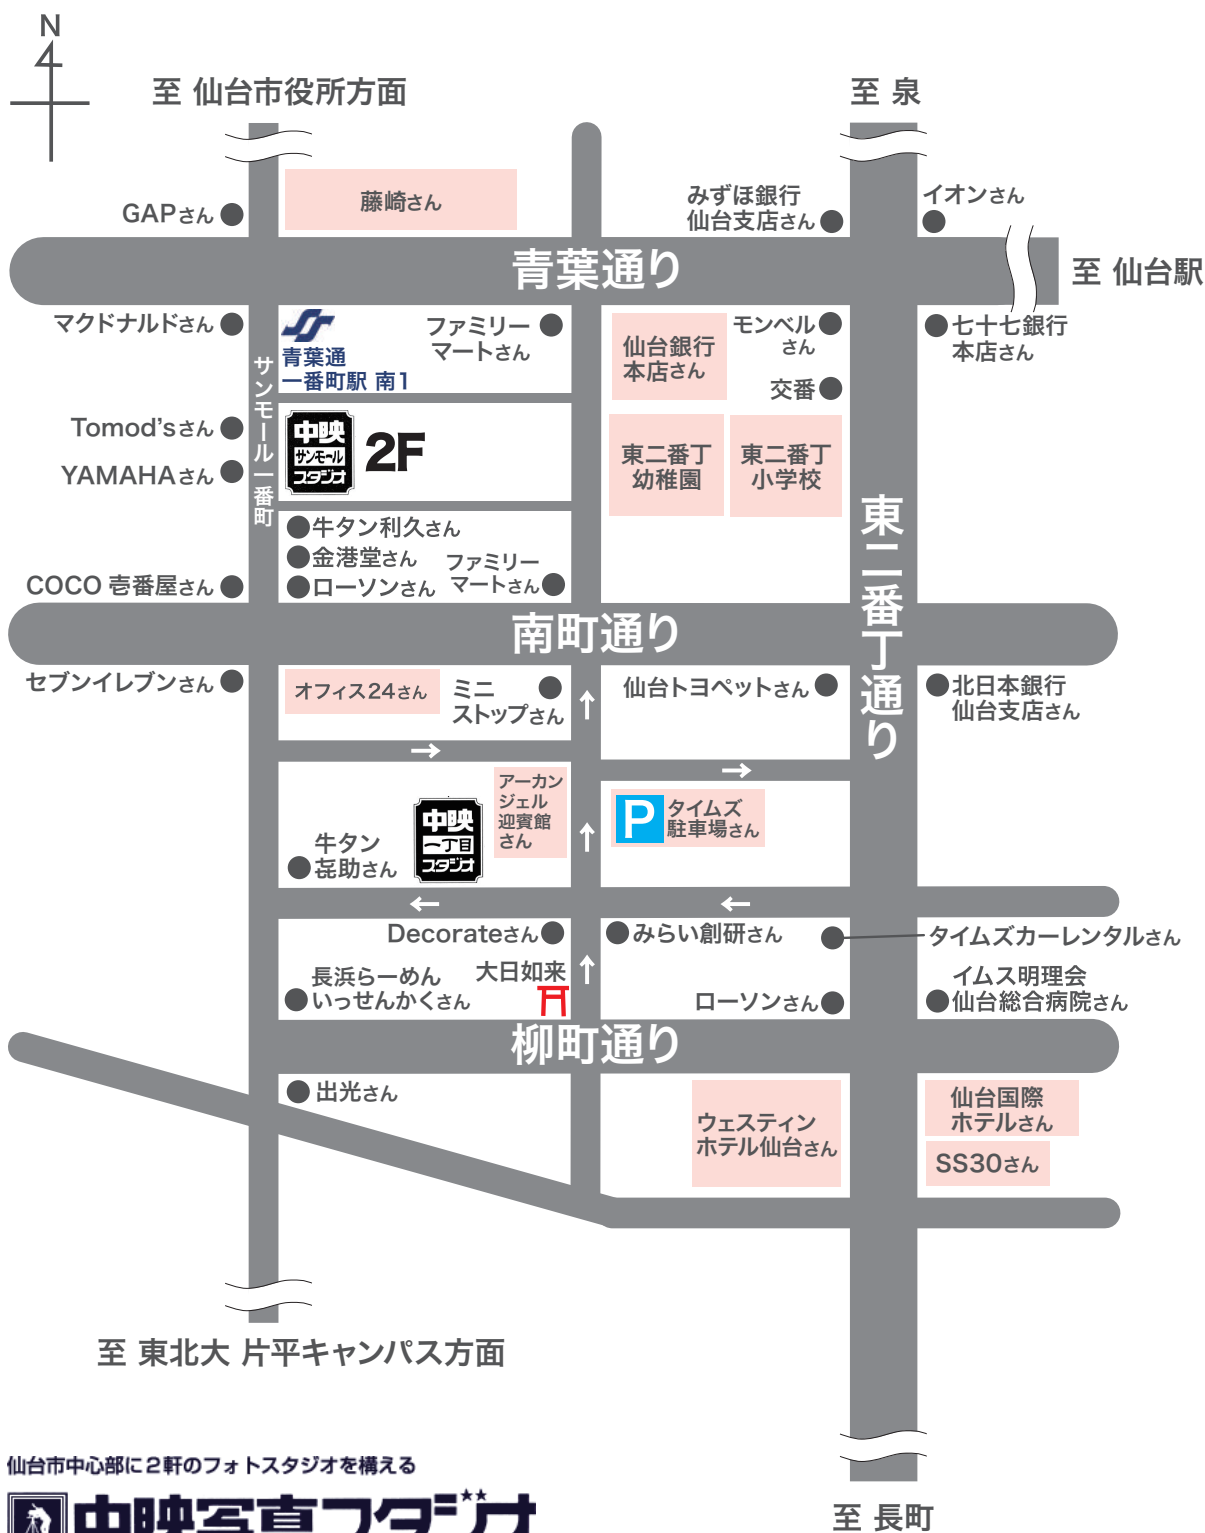 N
至 仙台市役所方面
至 泉
藤崎さん
GAPさん
みずほ銀行
仙台支店さん
イオンさん
青葉通り
至 仙台駅
マクドナルドさん
青葉通
一番町駅 南1
ファミリー
マートさん
仙台銀行
本店さん
モンベル
さん
七十七銀行
本店さん
交番
サンモール一番町
Tomod'sさん
YAMAHAさん
中映
サンモール
スタジオ
2F
東二番丁
幼稚園
東二番丁
小学校
東二番丁通り
牛タン利久さん
金港堂さん
ローソンさん
ファミリー
マートさん
COCO 壱番屋さん
南町通り
セブンイレブンさん
オフィス24さん
ミニ
ストップさん
仙台トヨペットさん
北日本銀行
仙台支店さん
アーカン
ジェル
迎賓館
さん
P
タイムズ
駐車場さん
中映
一丁目
スタジオ
牛タン
㐂助さん
Decorateさん
みらい創研さん
タイムズカーレンタルさん
長浜らーめん
いっせんかくさん
大日如来
ローソンさん
イムス明理会
仙台総合病院さん
柳町通り
出光さん
ウェスティン
ホテル仙台さん
仙台国際
ホテルさん
SS30さん
至 東北大 片平キャンパス方面
仙台市中心部に2軒のフォトスタジオを構える
中映写真スタジオ
至 長町